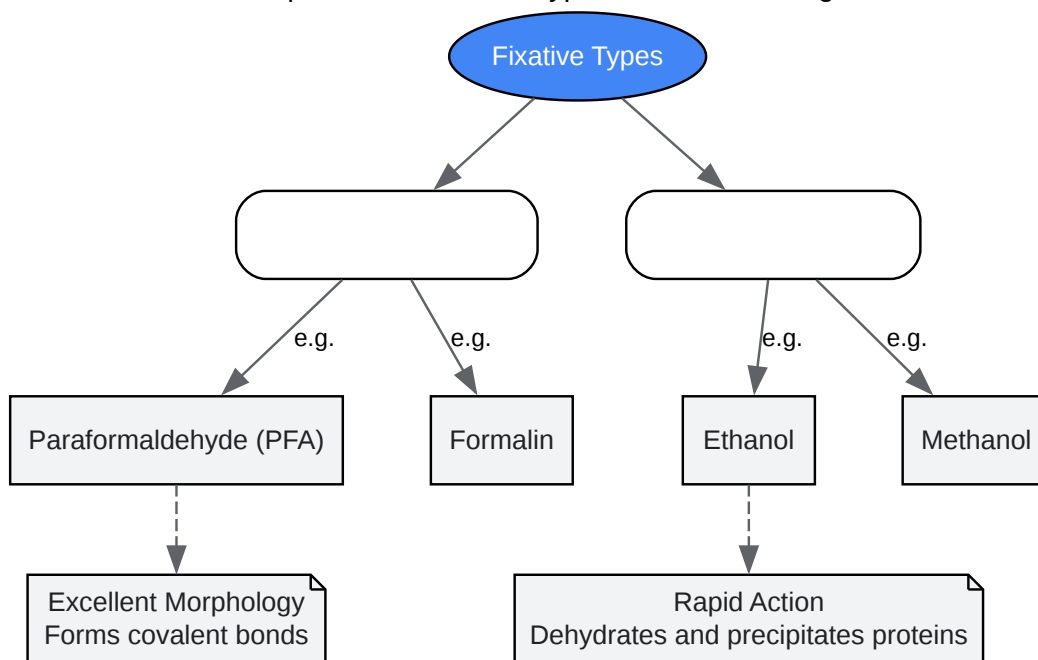 Fixative Types
e.g.
e.g.
e.g.
e.g.
Paraformaldehyde (PFA)
Formalin
Ethanol
Methanol
Excellent Morphology
Forms covalent bonds
Rapid Action
Dehydrates and precipitates proteins